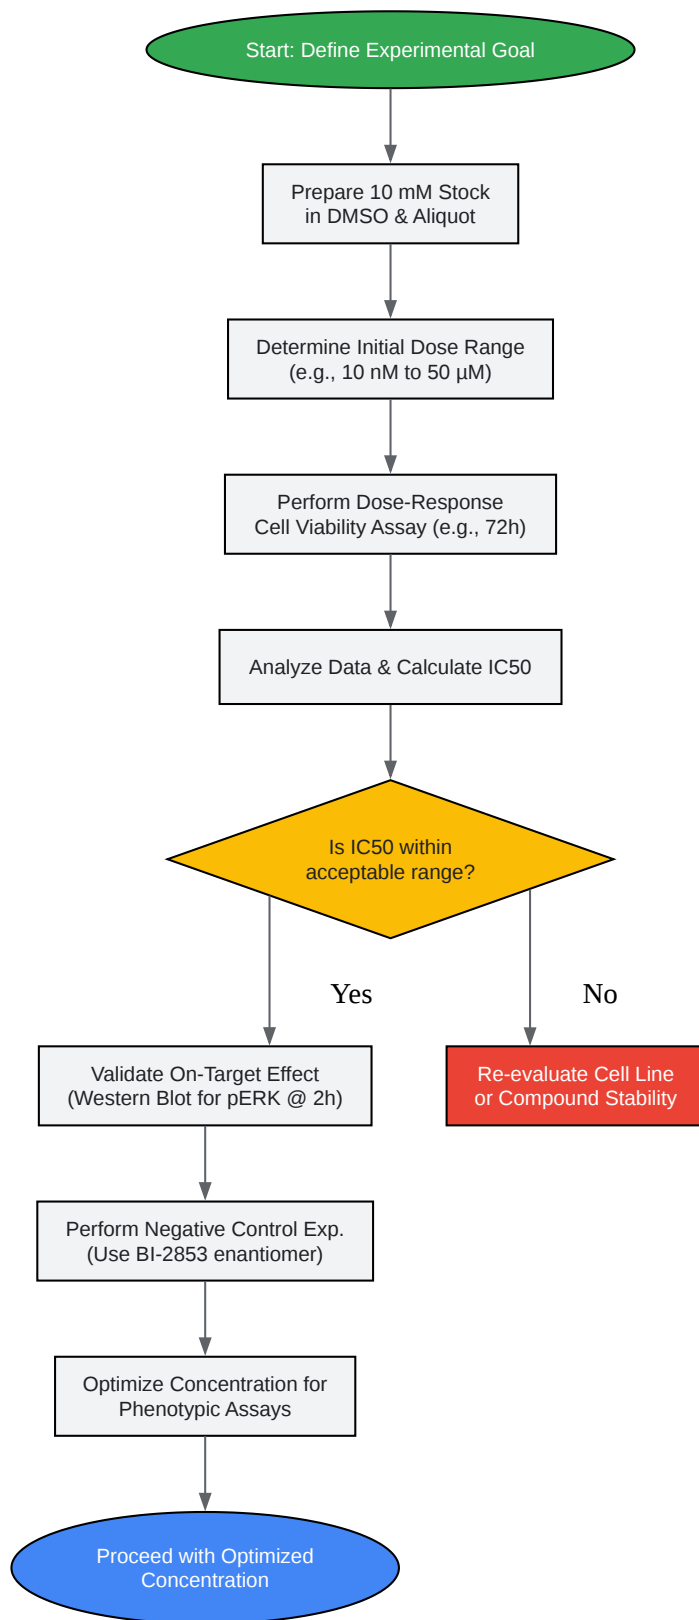 Start: Define Experimental Goal
Prepare 10 mM Stock
in DMSO & Aliquot
Determine Initial Dose Range
(e.g., 10 nM to 50 µM)
Perform Dose-Response
Cell Viability Assay (e.g., 72h)
Analyze Data & Calculate IC50
Is IC50 within
acceptable range?
Yes
No
Validate On-Target Effect
(Western Blot for pERK @ 2h)
Re-evaluate Cell Line
or Compound Stability
Perform Negative Control Exp.
(Use BI-2853 enantiomer)
Optimize Concentration for
Phenotypic Assays
Proceed with Optimized
Concentration